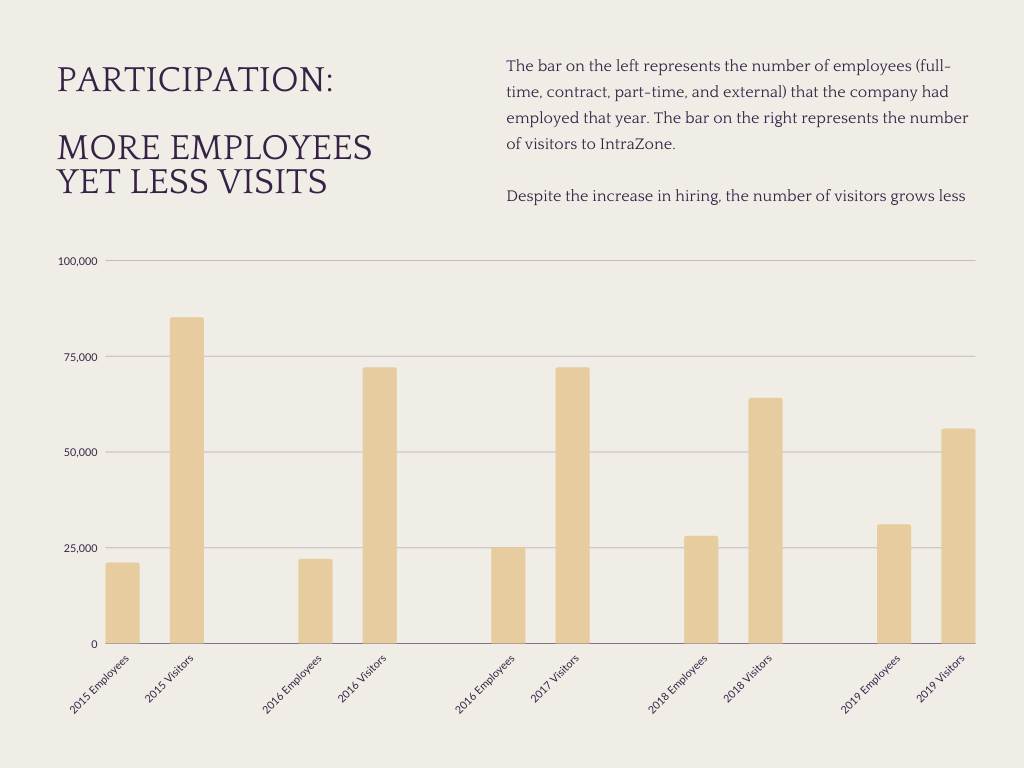 PARTICIPATION:
MORE EMPLOYEES
YET LESS VISITS
The bar on the left represents the number of employees (full-
time, contract, part-time, and external) that the company had
employed that year. The bar on the right represents the number
of visitors to IntraZone.
Despite the increase in hiring, the number of visitors grows less
100,000
75,000
50,000
25,000
0
2015 Employees
2015 Visitors
2016 Employees
2016 Visitors
2016 Employees
2017 Visitors
2018 Employees
2018 Visitors
2019 Employees
2019 Visitors